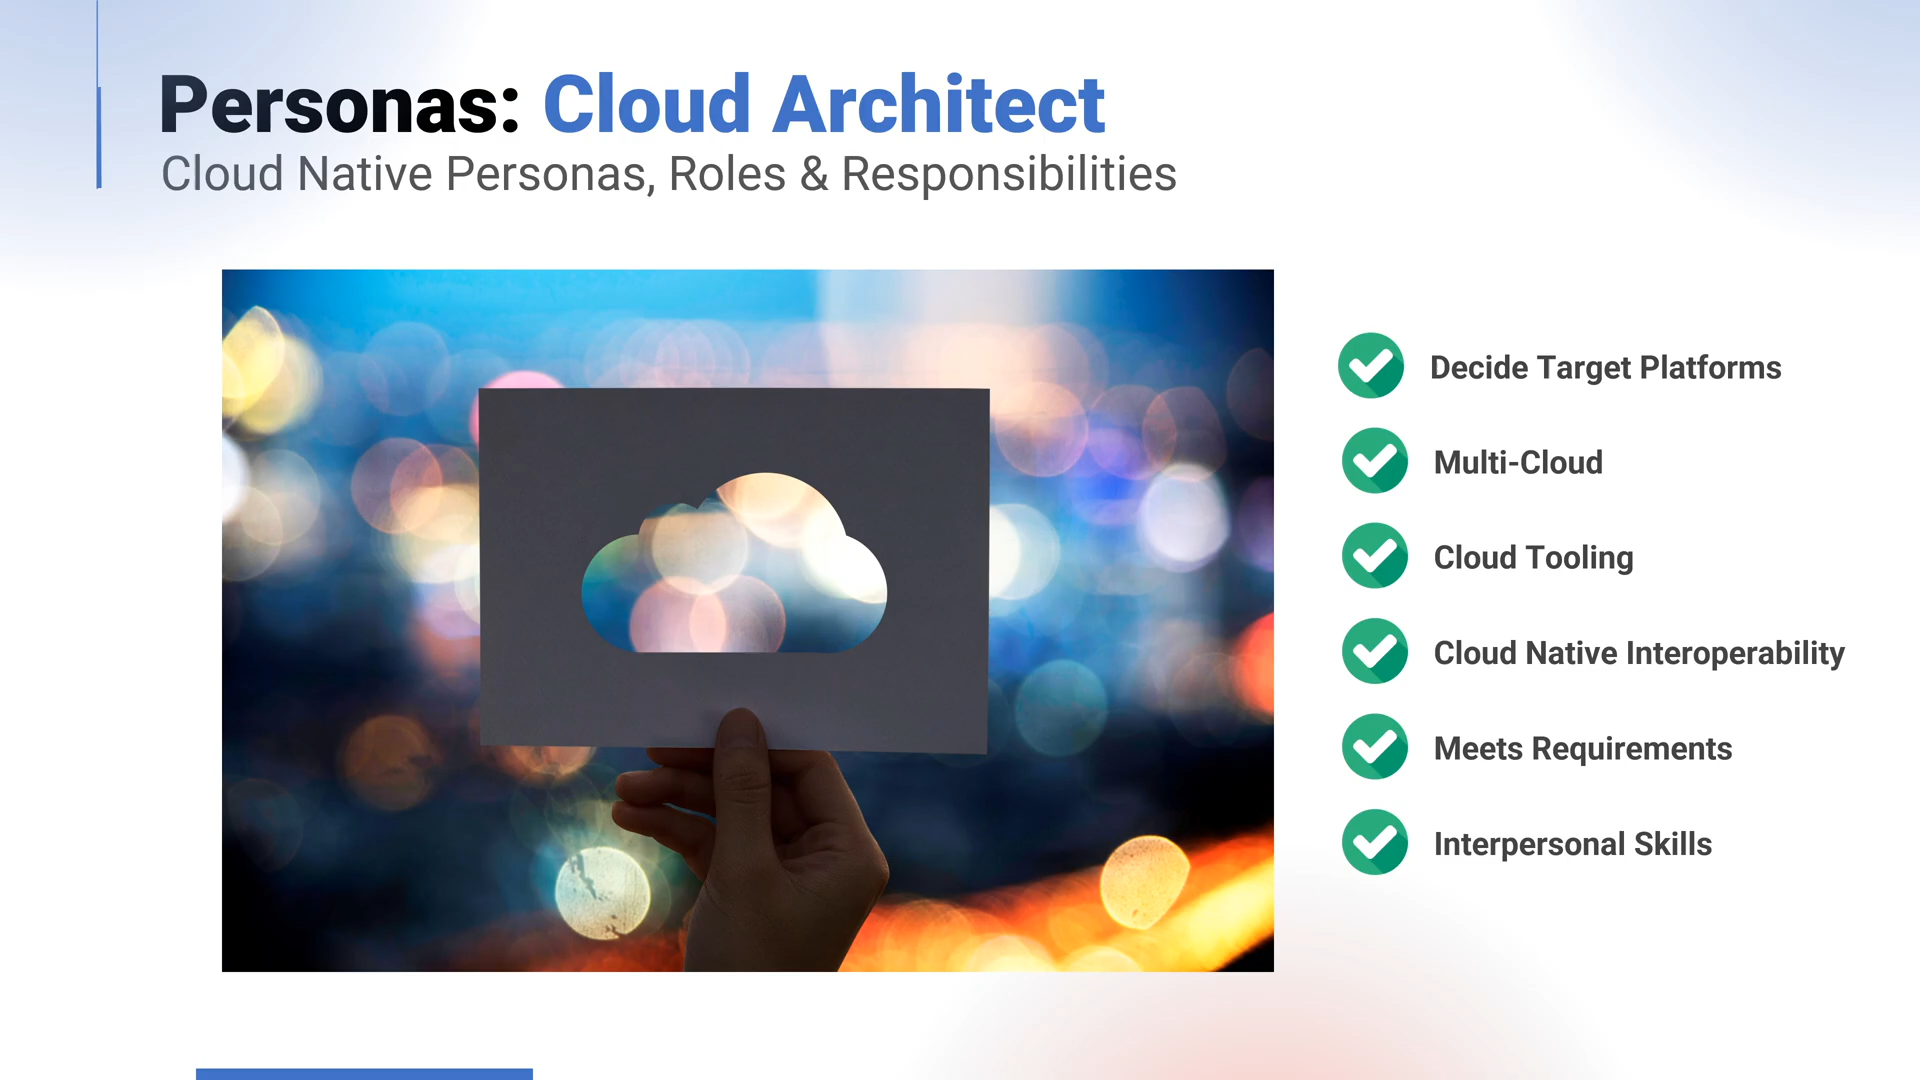 Personas: Cloud Architect
Cloud Native Personas, Roles & Responsibilities
Decide Target Platforms
Multi-Cloud
Cloud Tooling
Cloud Native Interoperability
Meets Requirements
Interpersonal Skills